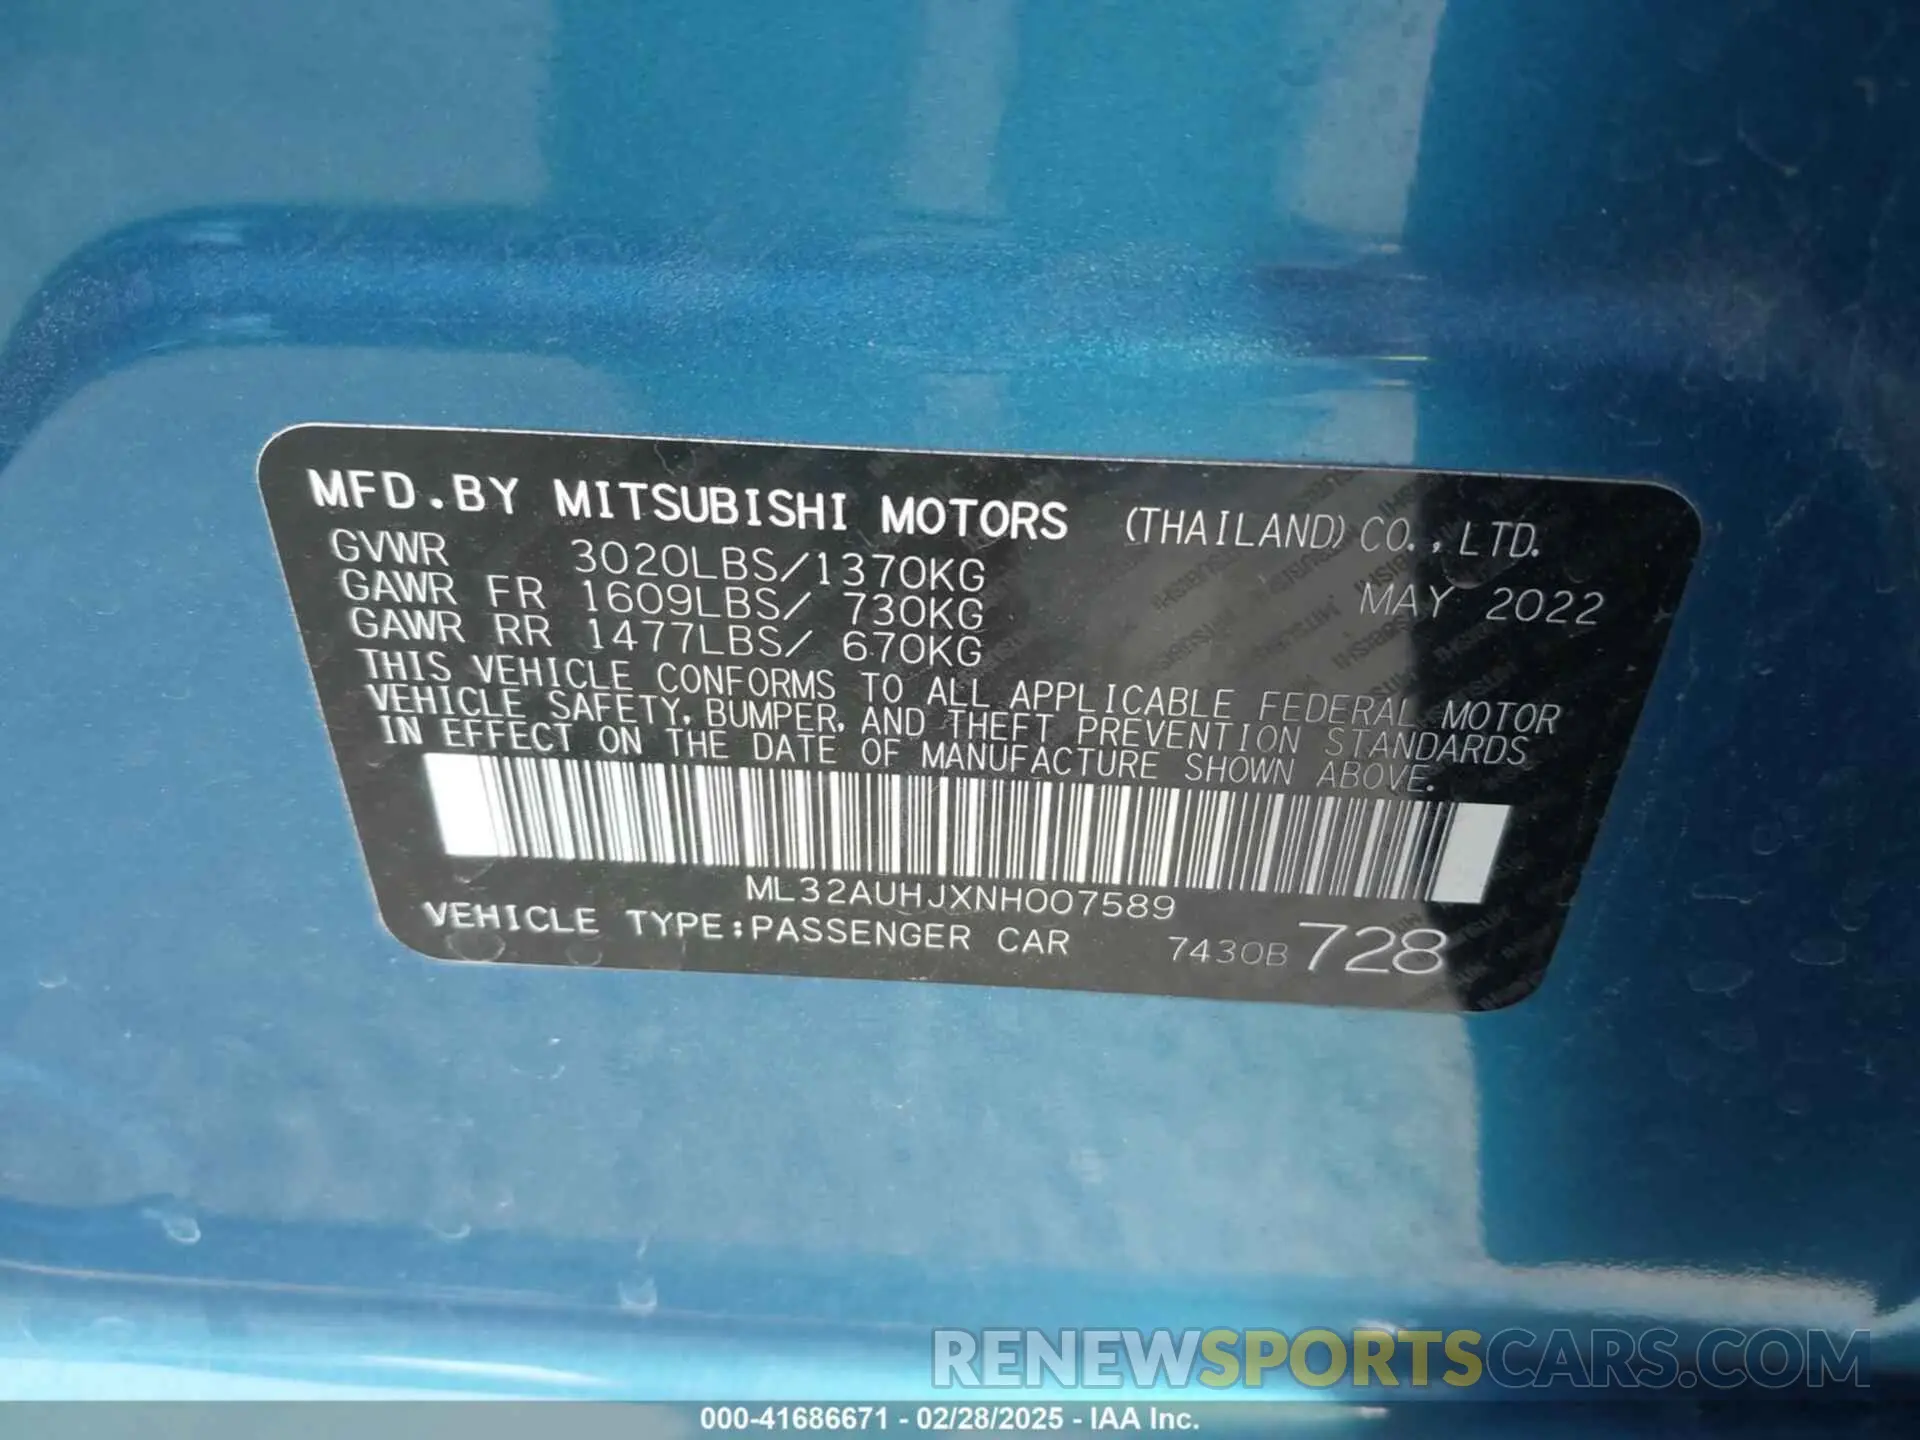 MFD.BY MITSUBISHI MOTORS (THAILAND) CO., LTD.
GVWR 3020LBS/1370KG MAY 2022
GAWR FR 1609LBS/ 730KG
GAWR RR 1477LBS/ 670KG
THIS VEHICLE CONFORMS TO ALL APPLICABLE FEDERAL MOTOR
VEHICLE SAFETY, BUMPER, AND THEFT PREVENTION STANDARDS
IN EFFECT ON THE DATE OF MANUFACTURE SHOWN ABOVE.
ML32AUHJXNH007589
VEHICLE TYPE:PASSENGER CAR 7430B 728
RENEWSPORTSCARS.COM
000-41686671 - 02/28/2025 - IAA Inc.